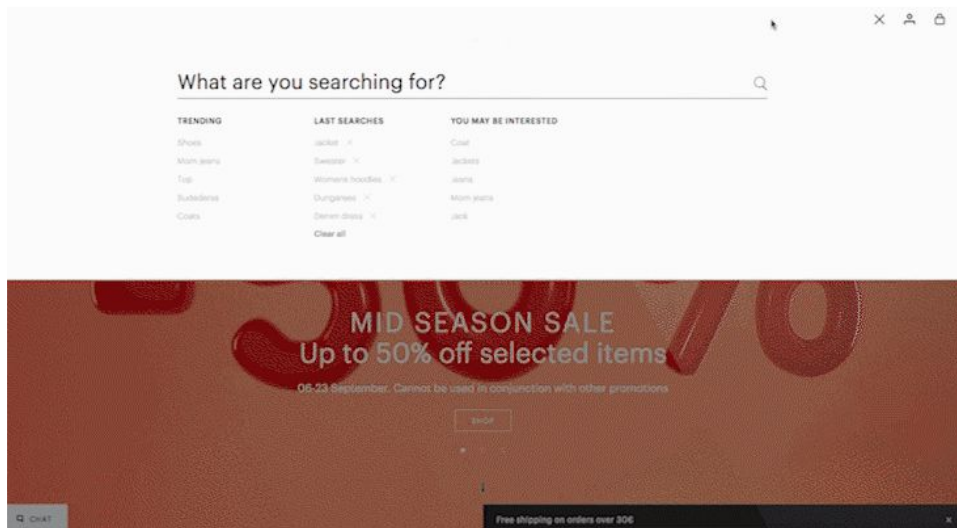 What are you searching for?
TRENDING
Shoes
Mom jeans
Top
Sudaderas
Coats
LAST SEARCHES
Jacket ×
Sweater ×
Womens hoodies ×
Dungarees ×
Denim dress ×
Clear all
YOU MAY BE INTERESTED
Coat
Jackets
Jeans
Mom jeans
Jack
-50%
MID SEASON SALE
Up to 50% off selected items
06-23 September. Cannot be used in conjunction with other promotions
SHOP
CHAT
Free shipping on orders over 30€